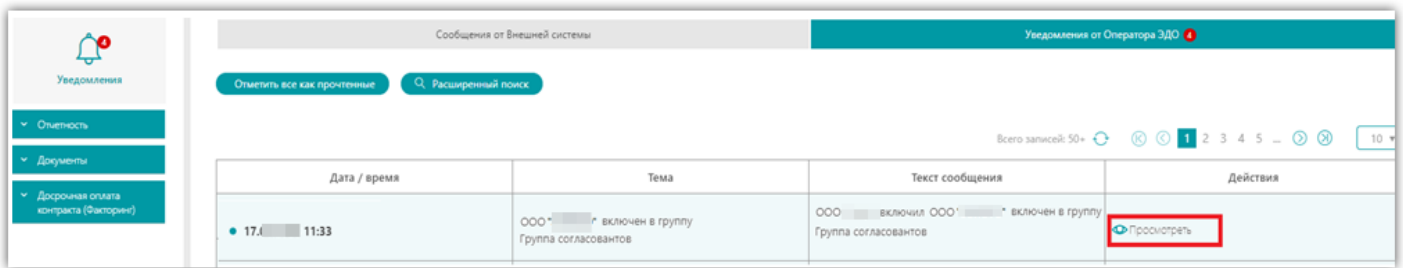 4
Уведомления
Отчетность
Документы
Досрочная оплата
контракта (Факторинг)
Сообщения от Внешней системы
Уведомления от Оператора ЭДО 4
Отметить все как прочтенные
Расширенный поиск
Всего записей: 50+ 1 2 3 4 5 ... 10
Дата / время Тема Текст сообщения Действия
17. 11:33
ООО " " включен в группу
Группа согласовантов
ООО включил ООО " " включен в группу
Группа согласовантов
Просмотреть